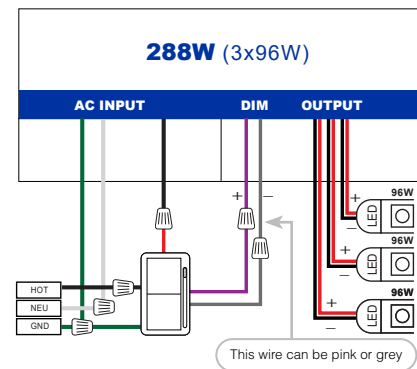 288W (3x96W)
AC INPUT DIM OUTPUT
+ −
96W
+
−
LED
96W
+
−
LED
96W
+
−
LED
HOT
NEU
GND
This wire can be pink or grey